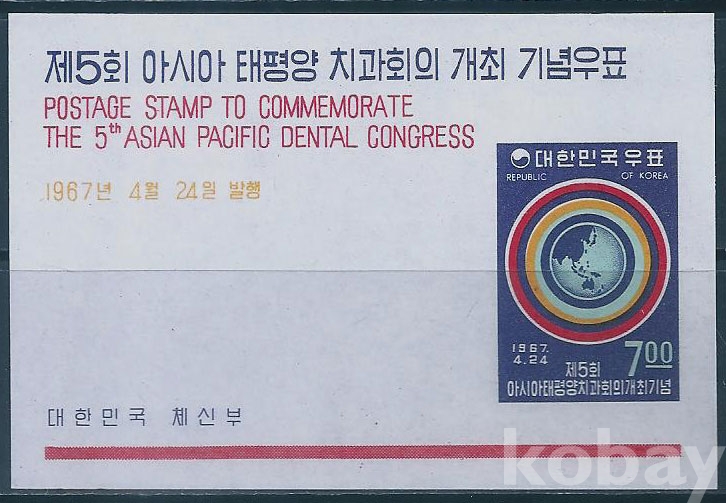 제5회 아시아 태평양 치과회의 개최 기념우표
POSTAGE STAMP TO COMMEMORATE
THE 5th ASIAN PACIFIC DENTAL CONGRESS
1967년 4월 24일 발행
대한민국우표
REPUBLIC OF KOREA
1967.
4.24
7.00
제5회
아시아태평양치과회의개최기념
대한민국 체신부
kobay